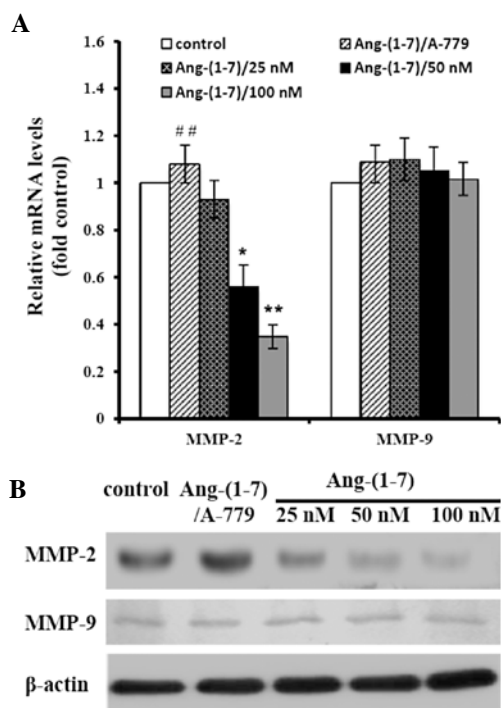 A
1.6
1.4
1.2
1
0.8
0.6
0.4
0.2
0
Relative mRNA levels
(fold control)
control
Ang-(1-7)/A-779
Ang-(1-7)/25 nM
Ang-(1-7)/50 nM
Ang-(1-7)/100 nM
##
*
**
MMP-2
MMP-9
B
control
Ang-(1-7)
/A-779
Ang-(1-7)
25 nM
50 nM
100 nM
MMP-2
MMP-9
β-actin